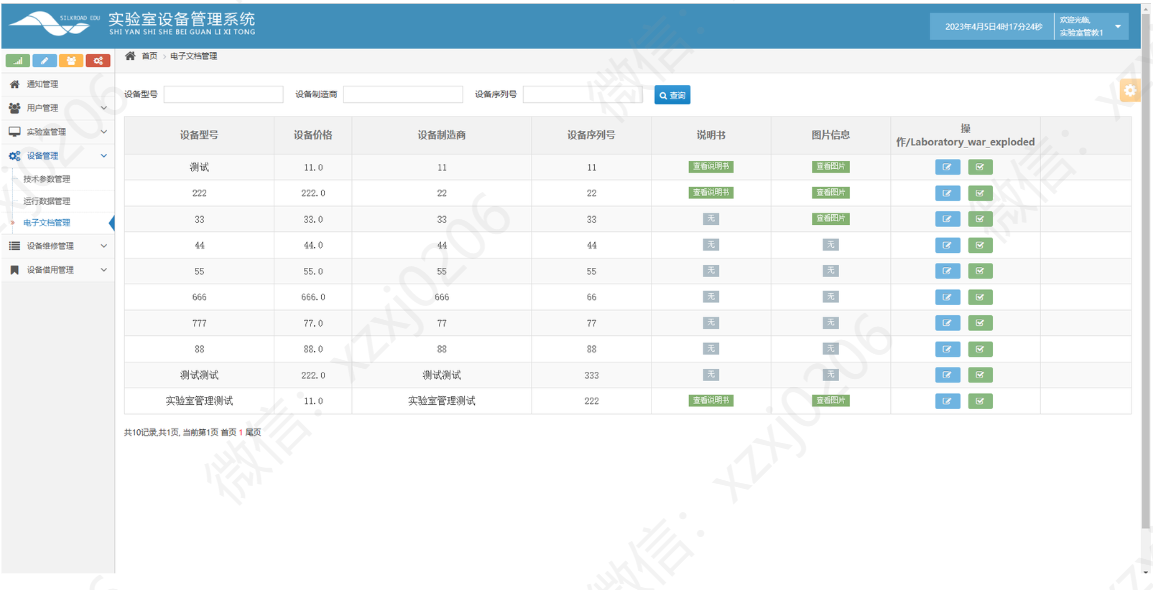 SILKROAD EDU
实验室设备管理系统
SHI YAN SHI SHE BEI GUAN LI XI TONG
2023年4月5日4时17分24秒
欢迎光临,
实验室管教1
首页 > 电子文档管理
通知管理
用户管理
实验室管理
设备管理
技术参数管理
运行数据管理
电子文档管理
设备维修管理
设备借用管理
设备型号 设备制造商 设备序列号 查询
设备型号 设备价格 设备制造商 设备序列号 说明书 图片信息 操
作/Laboratory_war_exploded
测试 11.0 11 11 查看说明书 查看图片
222 222.0 22 22 查看说明书 查看图片
33 33.0 33 33 无 查看图片
44 44.0 44 44 无 无
55 55.0 55 55 无 无
666 666.0 666 66 无 无
777 77.0 77 77 无 无
88 88.0 88 88 无 无
测试测试 222.0 测试测试 333 无 无
实验室管理测试 11.0 实验室管理测试 222 查看说明书 查看图片
共10记录,共1页, 当前第1页 首页 1 尾页
微信：xzxj0206